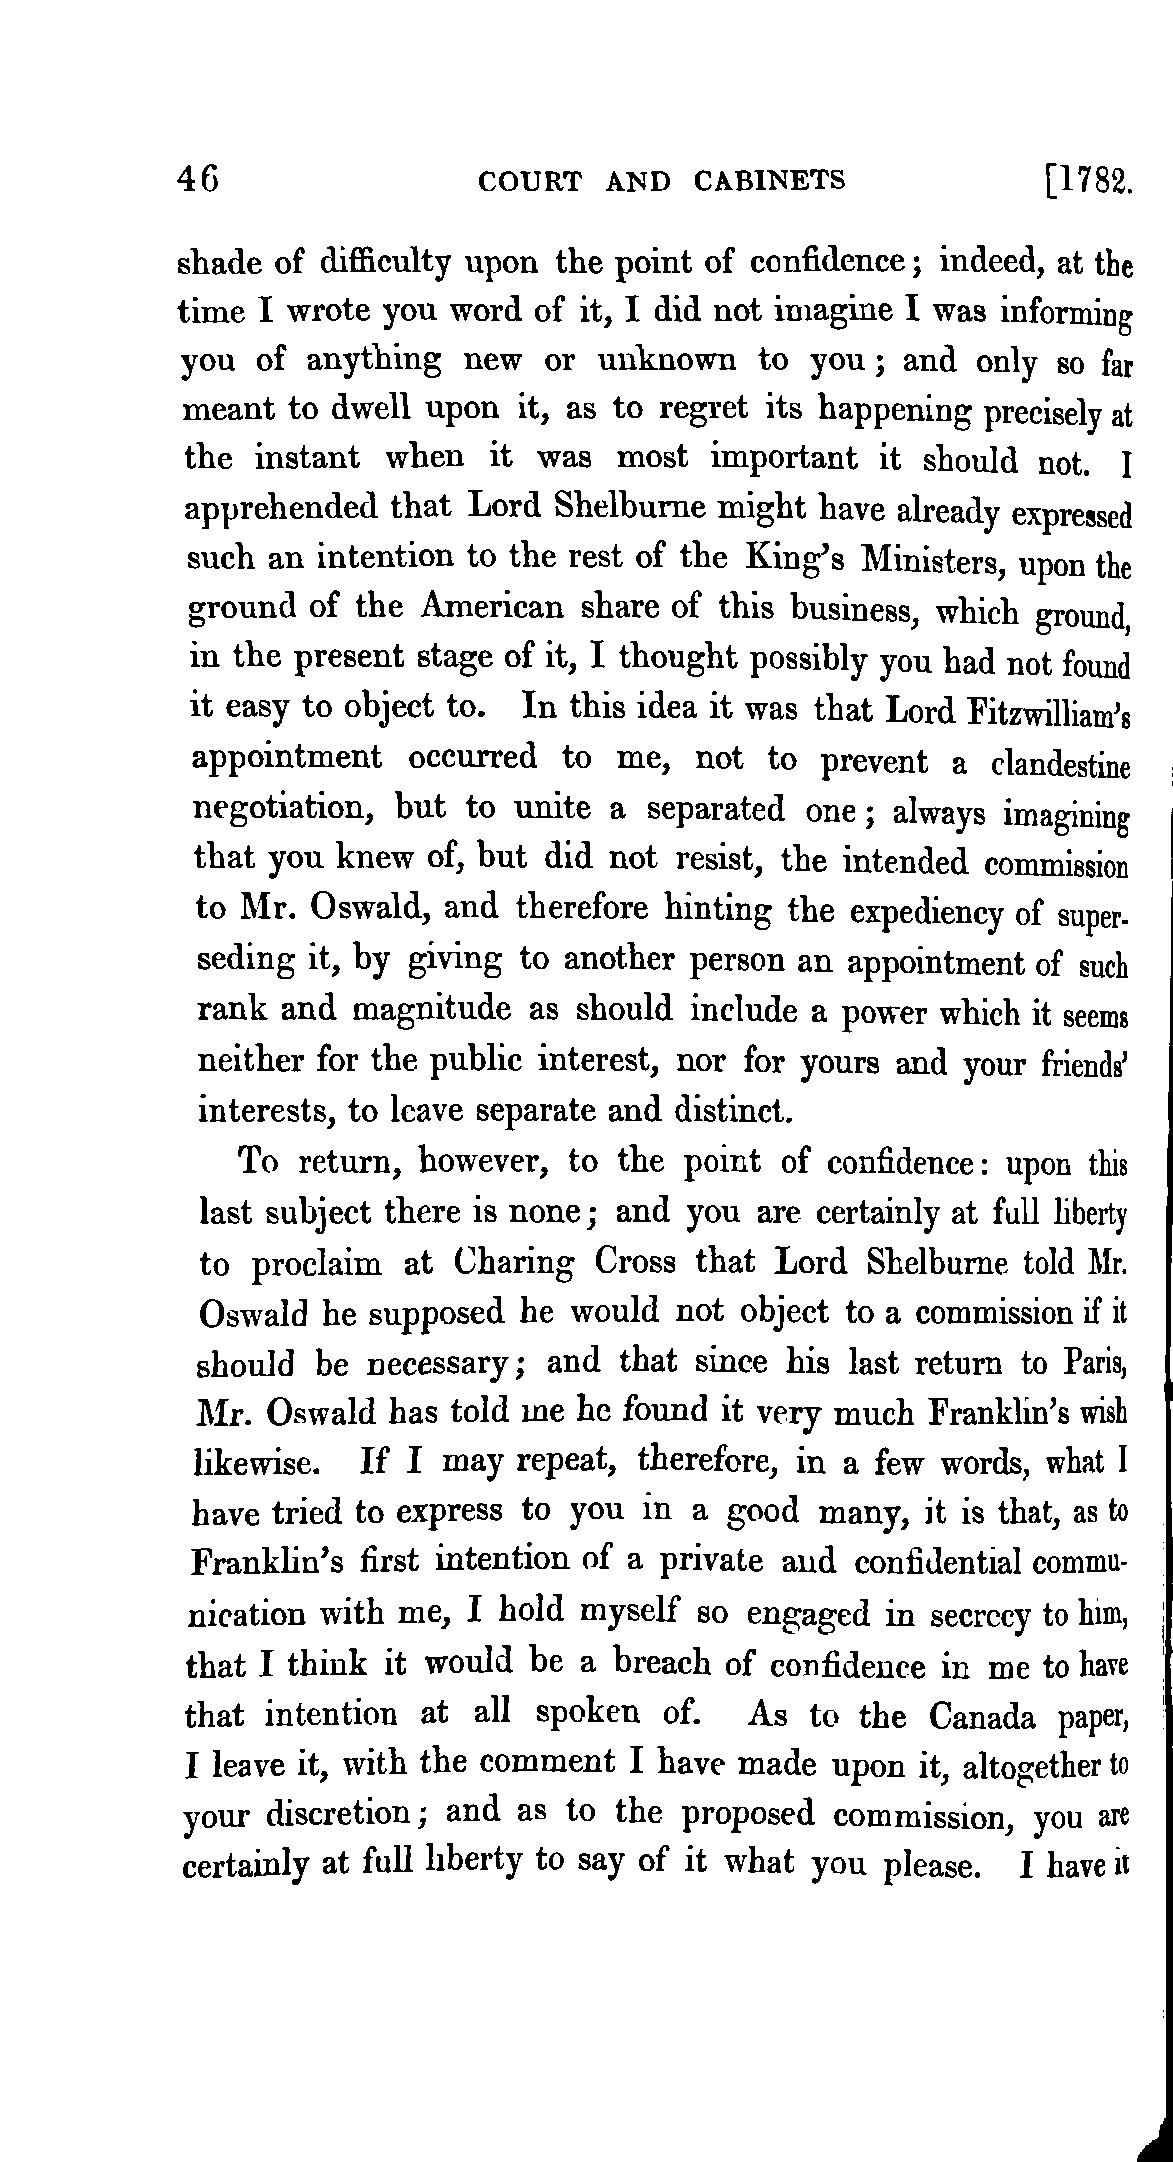 46 COURT AND CABINETS [1782.
shade of difficulty upon the point of confidence; indeed, at the
time I wrote you word of it, I did not imagine I was informing
you of anything new or unknown to you; and only so far
meant to dwell upon it, as to regret its happening precisely at
the instant when it was most important it should not. I
apprehended that Lord Shelburne might have already expressed
such an intention to the rest of the King's Ministers, upon the
ground of the American share of this business, which ground,
in the present stage of it, I thought possibly you had not found
it easy to object to. In this idea it was that Lord Fitzwilliam's
appointment occurred to me, not to prevent a clandestine
negotiation, but to unite a separated one; always imagining
that you knew of, but did not resist, the intended commission
to Mr. Oswald, and therefore hinting the expediency of super-
seding it, by giving to another person an appointment of such
rank and magnitude as should include a power which it seems
neither for the public interest, nor for yours and your friends'
interests, to leave separate and distinct.
To return, however, to the point of confidence: upon this
last subject there is none; and you are certainly at full liberty
to proclaim at Charing Cross that Lord Shelburne told Mr.
Oswald he supposed he would not object to a commission if it
should be necessary; and that since his last return to Paris,
Mr. Oswald has told me he found it very much Franklin's wish
likewise. If I may repeat, therefore, in a few words, what I
have tried to express to you in a good many, it is that, as to
Franklin's first intention of a private and confidential commu-
nication with me, I hold myself so engaged in secrecy to him,
that I think it would be a breach of confidence in me to have
that intention at all spoken of. As to the Canada paper,
I leave it, with the comment I have made upon it, altogether to
your discretion; and as to the proposed commission, you are
certainly at full liberty to say of it what you please. I have it